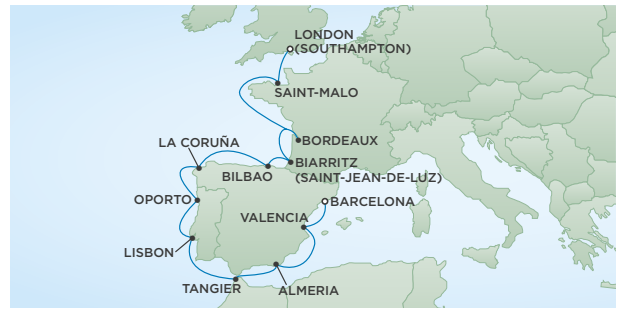 LONDON
(SOUTHAMPTON)
SAINT-MALO
BORDEAUX
LA CORUÑA
BIARRITZ
(SAINT-JEAN-DE-LUZ)
BILBAO
OPORTO
BARCELONA
VALENCIA
LISBON
TANGIER
ALMERIA